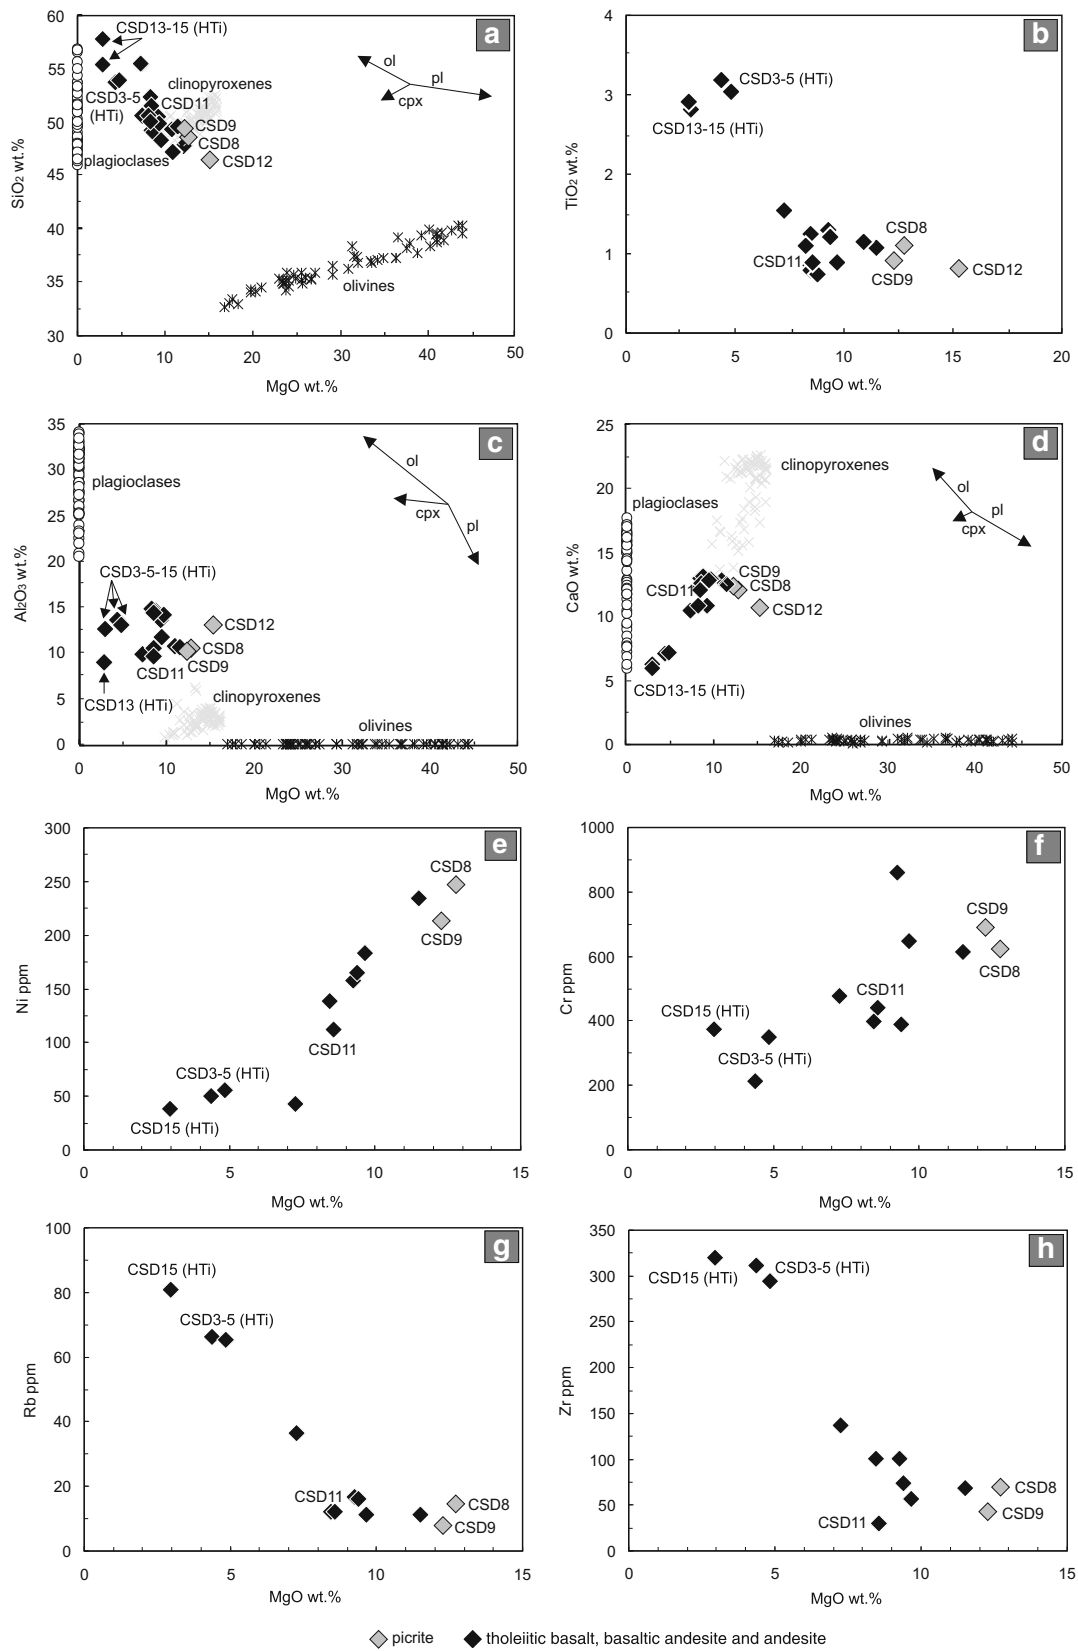 a
SiO2 wt.%
60
55
50
45
40
35
30
CSD13-15 (HTi)
ol
pl
cpx
clinopyroxenes
CSD3-5
(HTi)
CSD11
CSD9
CSD8
plagioclases
CSD12
olivines
0
10
20
30
40
50
MgO wt.%
b
TiO2 wt.%
4
3
2
1
0
CSD3-5 (HTi)
CSD13-15 (HTi)
CSD8
CSD11
CSD9
CSD12
0
5
10
15
20
MgO wt.%
c
Al2O3 wt.%
35
30
25
20
15
10
5
0
ol
cpx
pl
plagioclases
CSD3-5-15 (HTi)
CSD12
CSD8
CSD9
CSD11
CSD13 (HTi)
clinopyroxenes
olivines
0
10
20
30
40
50
MgO wt.%
d
CaO wt.%
25
20
15
10
5
0
clinopyroxenes
ol
pl
cpx
plagioclases
CSD9
CSD8
CSD11
CSD12
CSD13-15 (HTi)
olivines
0
10
20
30
40
50
MgO wt.%
e
Ni ppm
300
250
200
150
100
50
0
CSD8
CSD9
CSD11
CSD3-5 (HTi)
CSD15 (HTi)
0
5
10
15
MgO wt.%
f
Cr ppm
1000
800
600
400
200
0
CSD9
CSD8
CSD11
CSD15 (HTi)
CSD3-5 (HTi)
0
5
10
15
MgO wt.%
g
Rb ppm
100
80
60
40
20
0
CSD15 (HTi)
CSD3-5 (HTi)
CSD11
CSD8
CSD9
0
5
10
15
MgO wt.%
h
Zr ppm
350
300
250
200
150
100
50
0
CSD15 (HTi)
CSD3-5 (HTi)
CSD8
CSD11
CSD9
0
5
10
15
MgO wt.%
picrite
tholeiitic basalt, basaltic andesite and andesite